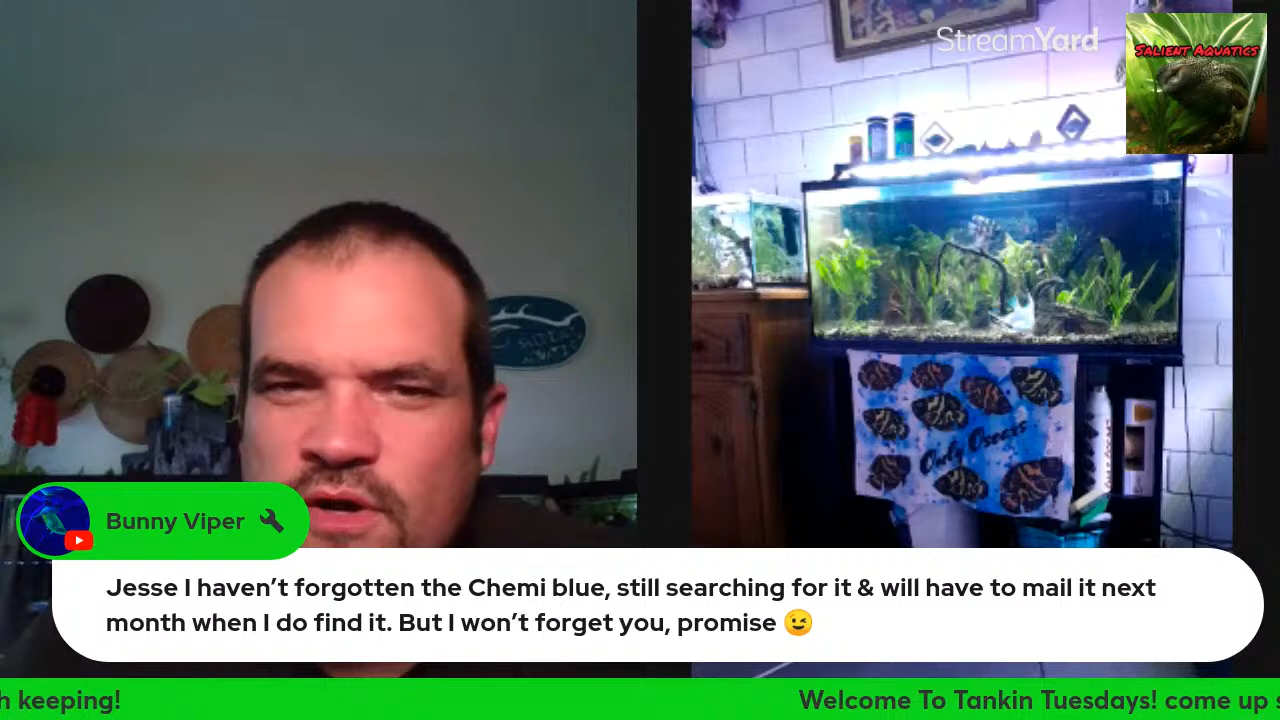 StreamYard
SALIENT AQUATICS
Only Oscars
Bunny Viper
Jesse I haven’t forgotten the Chemi blue, still searching for it & will have to mail it next
month when I do find it. But I won’t forget you, promise 😉
h keeping!
Welcome To Tankin Tuesdays! come up s